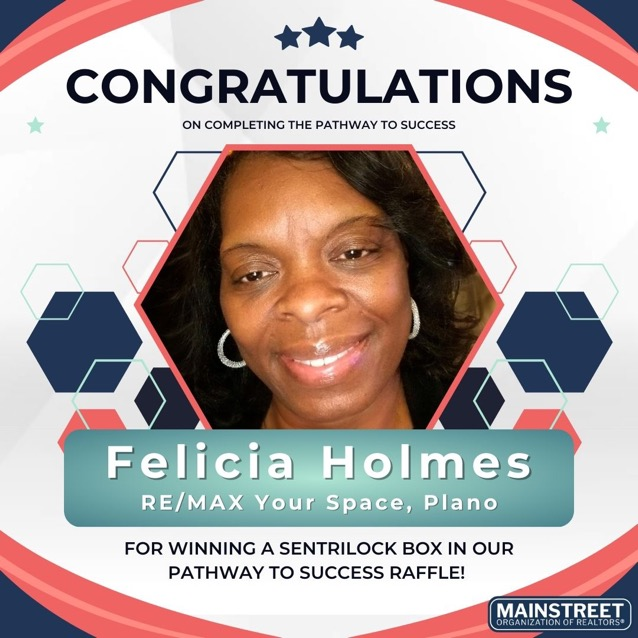 CONGRATULATIONS
ON COMPLETING THE PATHWAY TO SUCCESS
Felicia Holmes
RE/MAX Your Space, Plano
FOR WINNING A SENTRILOCK BOX IN OUR
PATHWAY TO SUCCESS RAFFLE!
MAINSTREET
ORGANIZATION OF REALTORS®